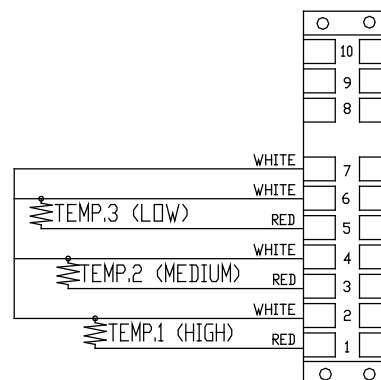 10
9
8
WHITE 7
WHITE 6
TEMP.3 (LOW)
RED 5
WHITE 4
TEMP.2 (MEDIUM)
RED 3
WHITE 2
TEMP.1 (HIGH)
RED 1